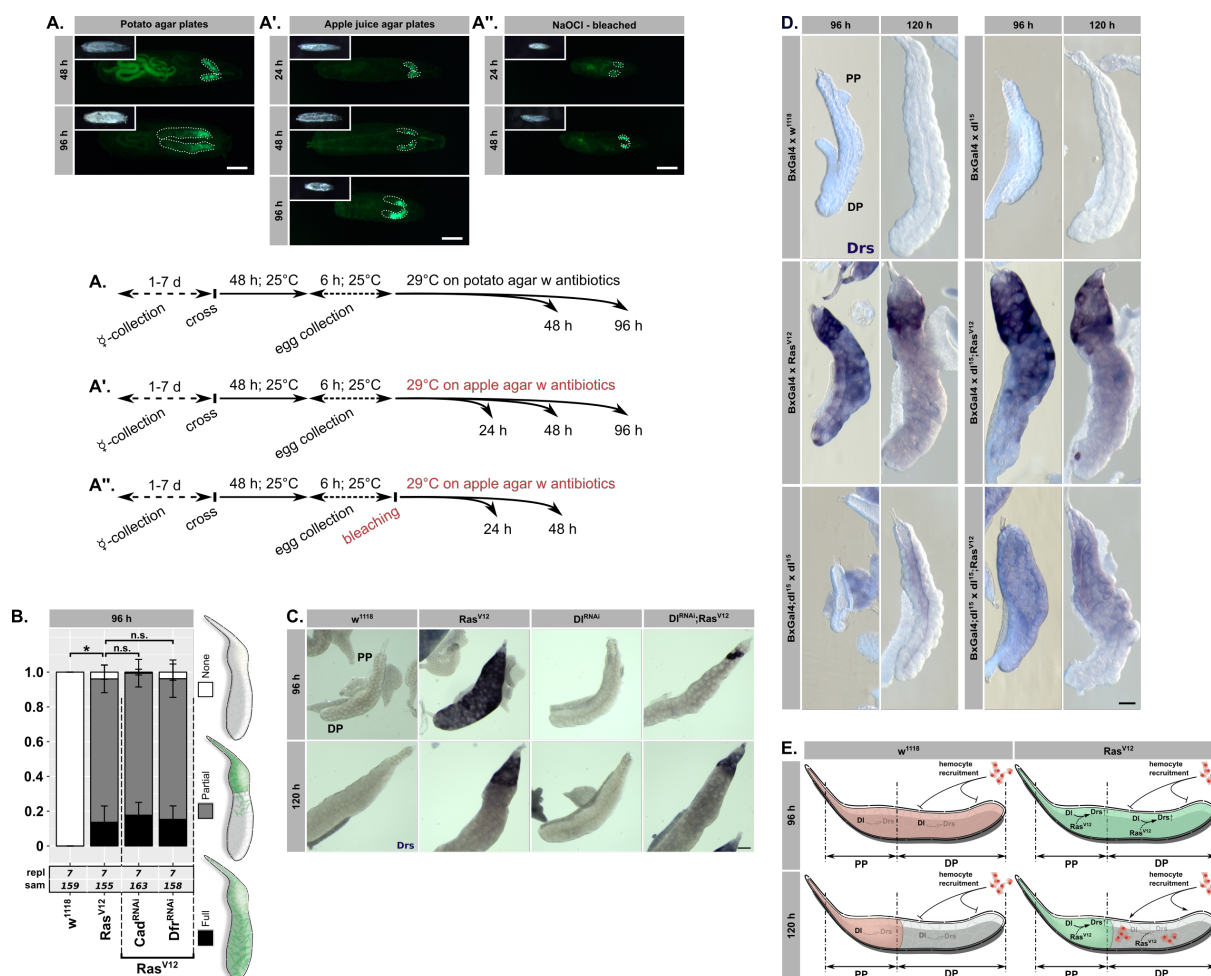 A.
Potato agar plates
48 h
96 h
A'.
Apple juice agar plates
24 h
48 h
96 h
A".
NaOCl - bleached
24 h
48 h
A.
1-7 d
48 h; 25°C
6 h; 25°C
29°C on potato agar w antibiotics
☿-collection
cross
egg collection
48 h
96 h
A'.
1-7 d
48 h; 25°C
6 h; 25°C
29°C on apple agar w antibiotics
☿-collection
cross
egg collection
24 h
48 h
96 h
A".
1-7 d
48 h; 25°C
6 h; 25°C
29°C on apple agar w antibiotics
☿-collection
cross
egg collection
bleaching
24 h
48 h
B.
96 h
n.s.
*
n.s.
1.0
0.8
0.6
0.4
0.2
0
None
Partial
Full
repl 7 7 7 7
sam 159 155 163 158
w1118
RasV12
CadRNAi
DfrRNAi
RasV12
C.
w1118
RasV12
DlRNAi
DlRNAi;RasV12
96 h
PP
DP
120 h
Drs
D.
96 h
120 h
96 h
120 h
BxGal4 x w1118
PP
DP
Drs
BxGal4 x dl15
BxGal4 x RasV12
BxGal4 x dl15;RasV12
BxGal4;dl15 x dl15
BxGal4;dl15 x dl15;RasV12
E.
w1118
RasV12
96 h
hemocyte
recruitment
Dl
Drs
Dl
Drs
PP
DP
hemocyte
recruitment
Dl
Drs
RasV12
Dl
Drs
RasV12
PP
DP
120 h
hemocyte
recruitment
Dl
Drs
Dl
Drs
PP
DP
hemocyte
recruitment
Dl
Drs
RasV12
Dl
Drs
RasV12
PP
DP